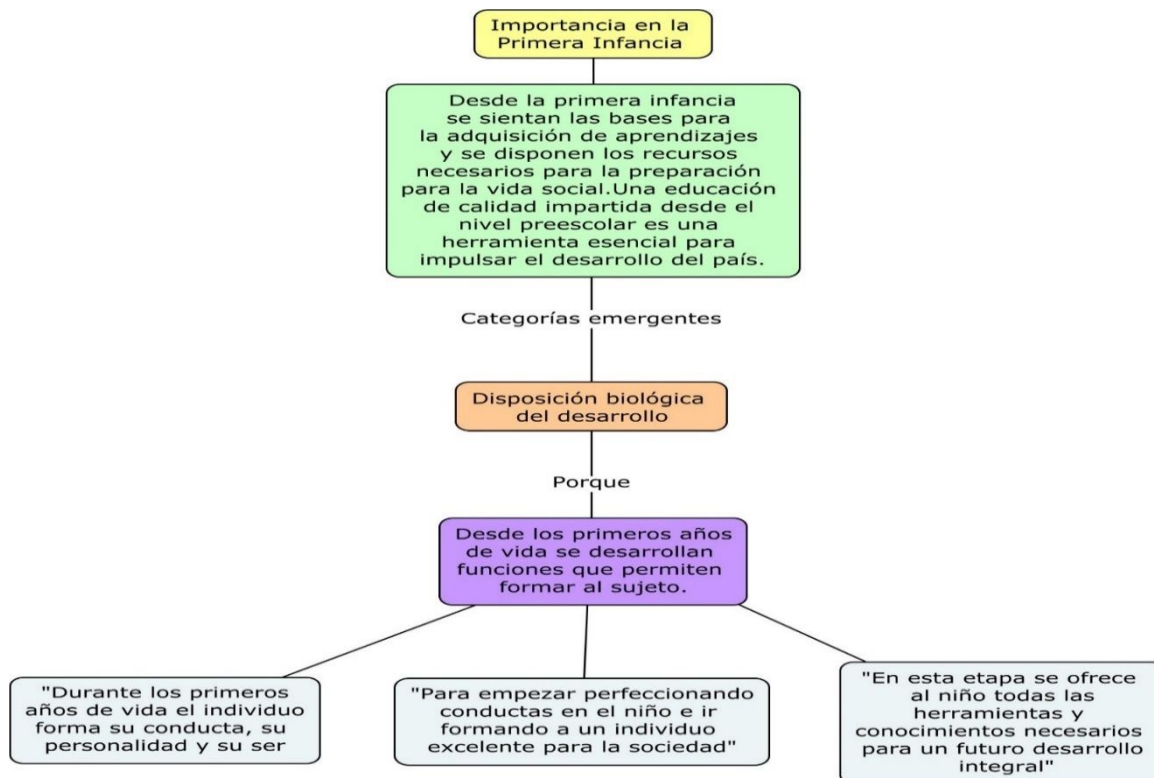 Importancia en la
Primera Infancia
Desde la primera infancia
se sientan las bases para
la adquisición de aprendizajes
y se disponen los recursos
necesarios para la preparación
para la vida social.Una educación
de calidad impartida desde el
nivel preescolar es una
herramienta esencial para
impulsar el desarrollo del país.
Categorías emergentes
Disposición biológica
del desarrollo
Porque
Desde los primeros años
de vida se desarrollan
funciones que permiten
formar al sujeto.
"Durante los primeros
años de vida el individuo
forma su conducta, su
personalidad y su ser
"Para empezar perfeccionando
conductas en el niño e ir
formando a un individuo
excelente para la sociedad"
"En esta etapa se ofrece
al niño todas las
herramientas y
conocimientos necesarios
para un futuro desarrollo
integral"